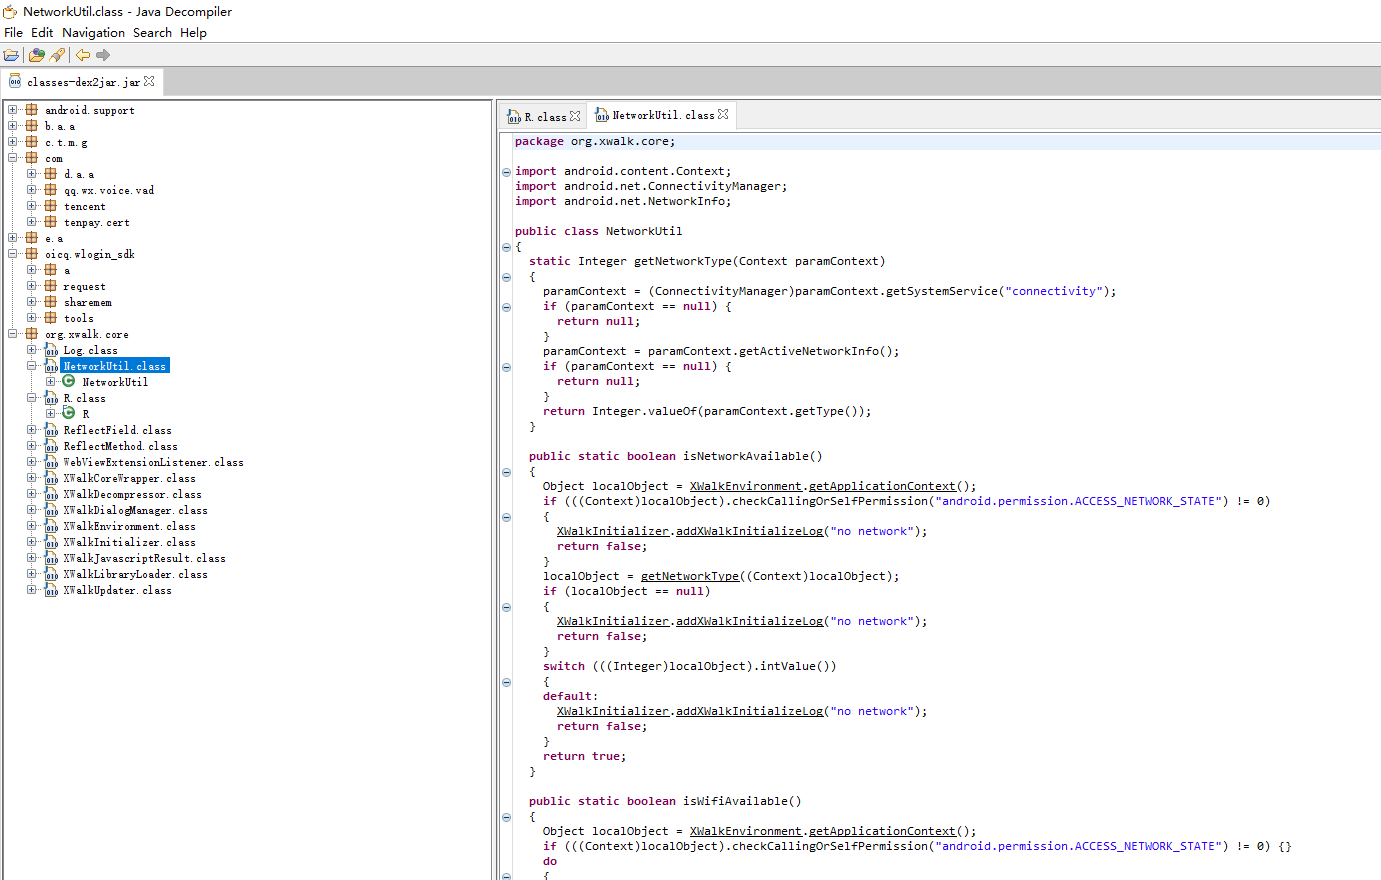 NetworkUtil.class - Java Decompiler
File Edit Navigation Search Help
classes-dex2jar.jar
android.support
b.a.a
c.t.m.g
com
d.a.a
qq.wx.voice.vad
tencent
tenpay.cert
e.a
oicq.wlogin_sdk
a
request
sharemem
tools
org.xwalk.core
Log.class
NetworkUtil.class
NetworkUtil
R.class
R
ReflectField.class
ReflectMethod.class
WebViewExtensionListener.class
XWalkCoreWrapper.class
XWalkDecompressor.class
XWalkDialogManager.class
XWalkEnvironment.class
XWalkInitializer.class
XWalkJavascriptResult.class
XWalkLibraryLoader.class
XWalkUpdater.class
R.class NetworkUtil.class
package org.xwalk.core;
import android.content.Context;
import android.net.ConnectivityManager;
import android.net.NetworkInfo;
public class NetworkUtil
{
static Integer getNetworkType(Context paramContext)
{
paramContext = (ConnectivityManager)paramContext.getSystemService("connectivity");
if (paramContext == null) {
return null;
}
paramContext = paramContext.getActiveNetworkInfo();
if (paramContext == null) {
return null;
}
return Integer.valueOf(paramContext.getType());
}
public static boolean isNetworkAvailable()
{
Object localObject = XWalkEnvironment.getApplicationContext();
if (((Context)localObject).checkCallingOrSelfPermission("android.permission.ACCESS_NETWORK_STATE") != 0)
{
XWalkInitializer.addXWalkInitializeLog("no network");
return false;
}
localObject = getNetworkType((Context)localObject);
if (localObject == null)
{
XWalkInitializer.addXWalkInitializeLog("no network");
return false;
}
switch (((Integer)localObject).intValue())
{
default:
XWalkInitializer.addXWalkInitializeLog("no network");
return false;
}
return true;
}
public static boolean isWifiAvailable()
{
Object localObject = XWalkEnvironment.getApplicationContext();
if (((Context)localObject).checkCallingOrSelfPermission("android.permission.ACCESS_NETWORK_STATE") != 0) {}
do
{